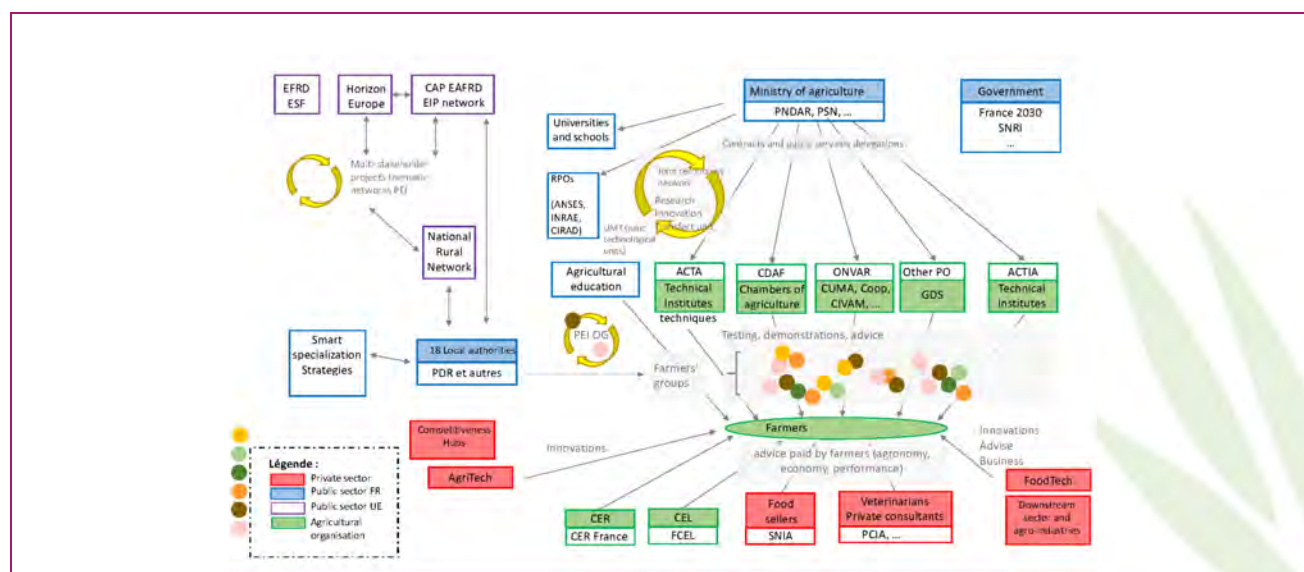 EFRD
ESF
Horizon
Europe
CAP EAFRD
EIP network
Ministry of agriculture
PNDAR, PSN, ...
Government
France 2030
SNRI
...
Universities
and schools
Contracts and public services delegations
Multi-stakeholder
projects thematic
networks PEI
RPOs
(ANSES,
INRAE,
CIRAD)
network
Research
Innovation
UMT
technological
units)
National
Rural
Network
Agricultural
education
ACTA
Technical
Institutes
techniques
CDAF
Chambers of
agriculture
ONVAR
CUMA, Coop,
CIVAM, ...
Other PO
GDS
ACTIA
Technical
Institutes
PEI OG
Testing, demonstrations, advice
Smart
specialization
Strategies
18 Local authorities
PDR et autres
Farmers'
groups
Farmers
Competitiveness
Hubs
Innovations
AgriTech
advice paid by farmers (agronomy,
economy, performance)
Innovations
Advise
Business
Légende :
Private sector
Public sector FR
Public sector UE
Agricultural
organisation
CER
CER France
CEL
FCEL
Food
sellers
SNIA
Veterinarians
Private consultants
PCIA, ...
FoodTech
Downstream
sector and
agro-industries